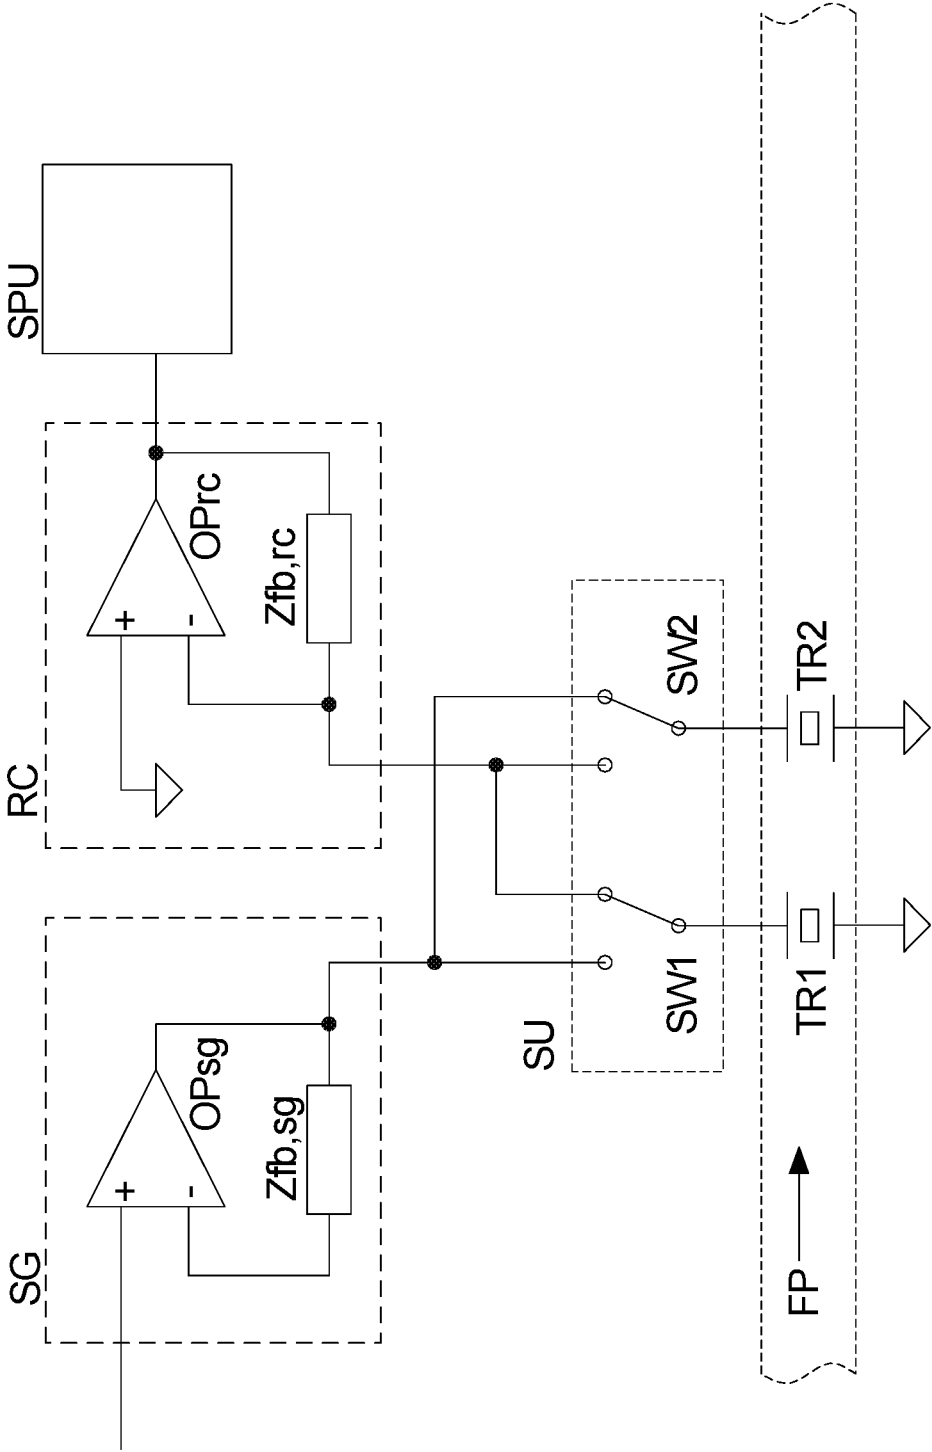 SG
+
-
OPsg
Zfb,sg
RC
+
-
OPrc
Zfb,rc
SPU
SU
SW1
SW2
FP
TR1
TR2